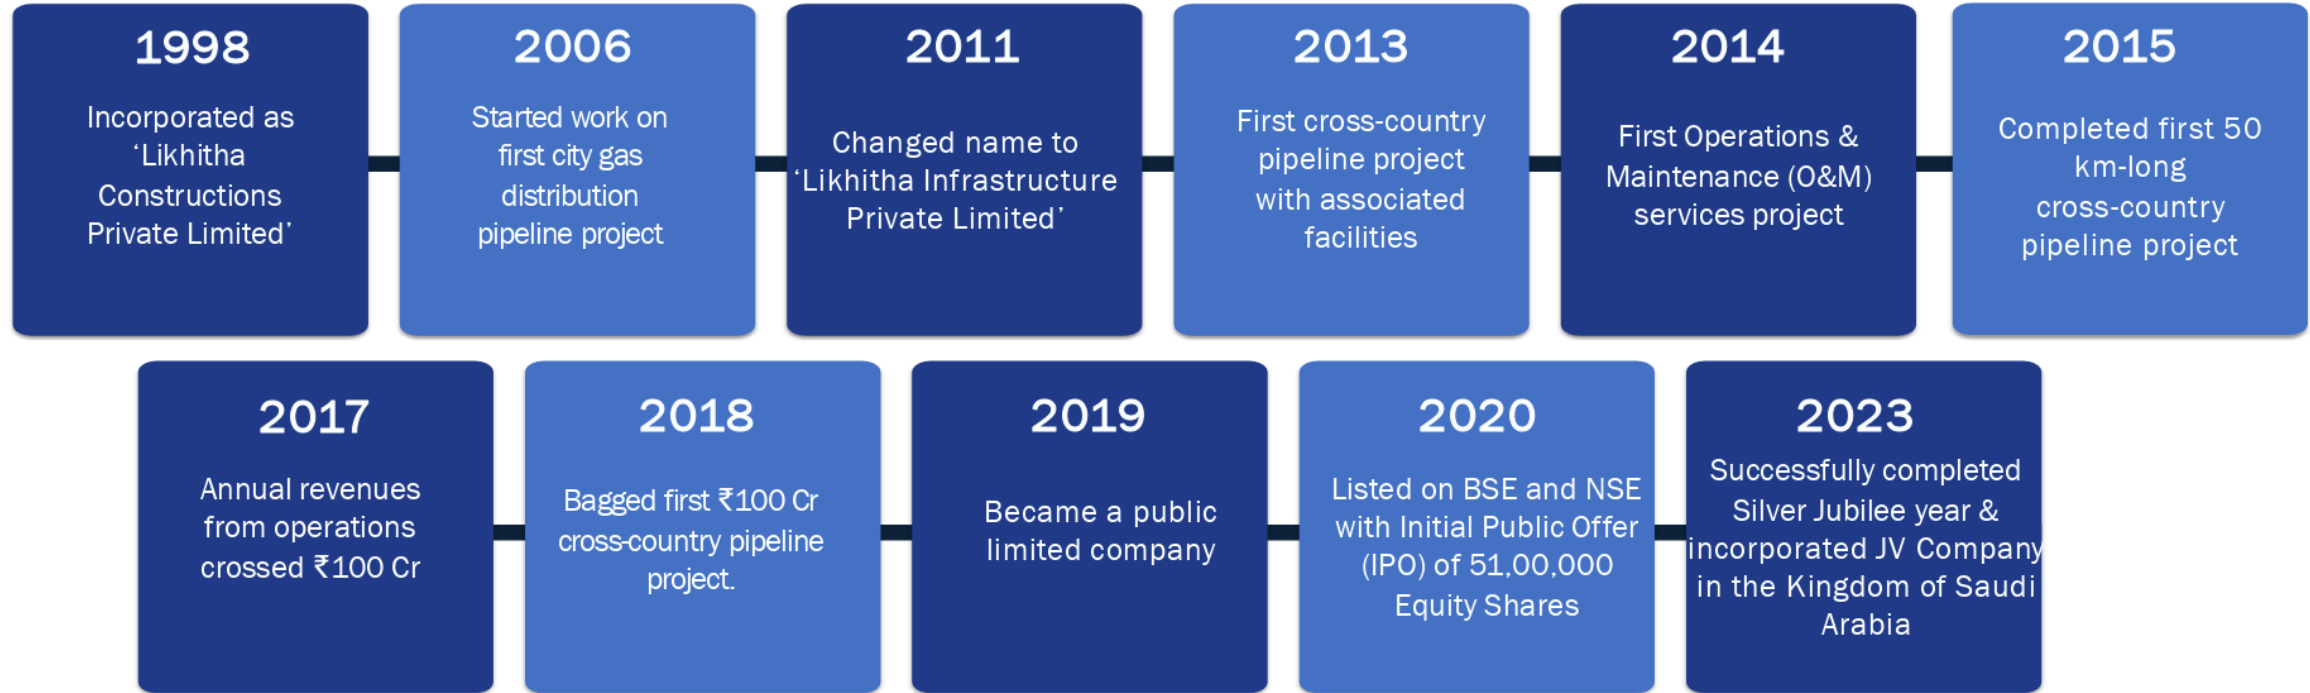 1998
Incorporated as
‘Likhitha
Constructions
Private Limited’
2006
Started work on
first city gas
distribution
pipeline project
2011
Changed name to
‘Likhitha Infrastructure
Private Limited’
2013
First cross-country
pipeline project
with associated
facilities
2014
First Operations &
Maintenance (O&M)
services project
2015
Completed first 50
km-long
cross-country
pipeline project
2017
Annual revenues
from operations
crossed ₹100 Cr
2018
Bagged first ₹100 Cr
cross-country pipeline
project.
2019
Became a public
limited company
2020
Listed on BSE and NSE
with Initial Public Offer
(IPO) of 51,00,000
Equity Shares
2023
Successfully completed
Silver Jubilee year &
incorporated JV Company
in the Kingdom of Saudi
Arabia